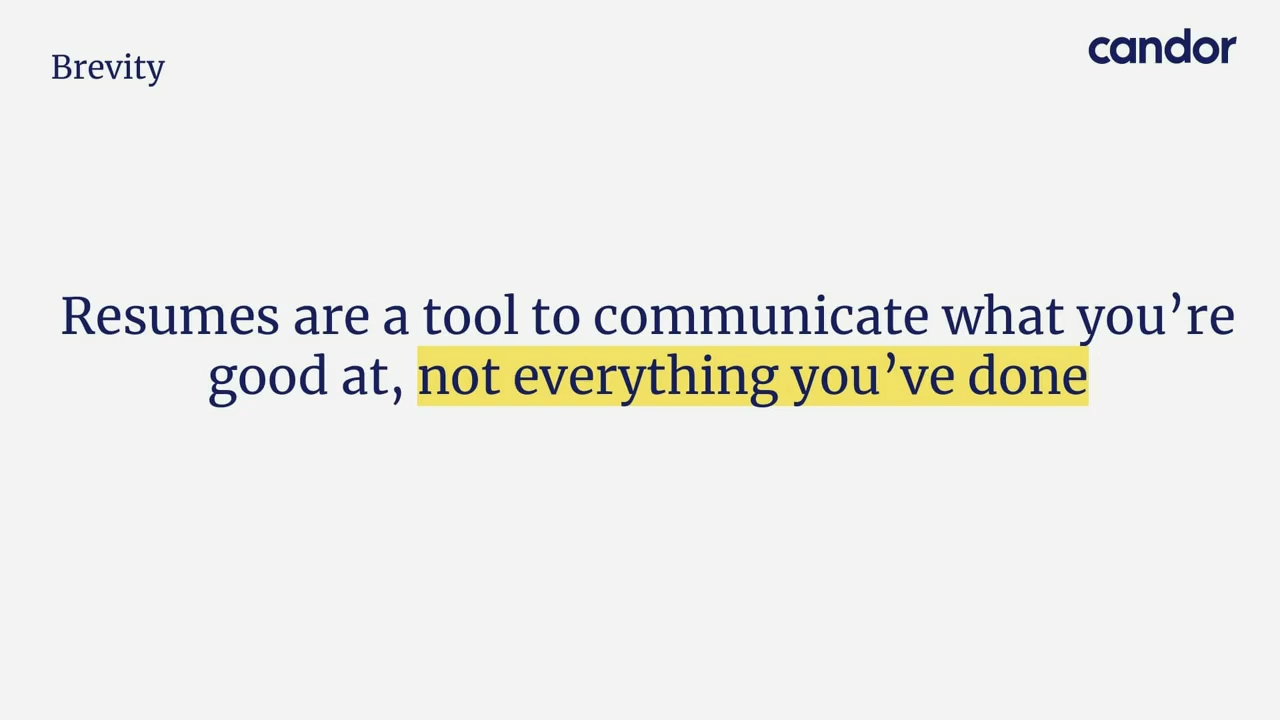 Brevity
candor
Resumes are a tool to communicate what you’re
good at, not everything you’ve done